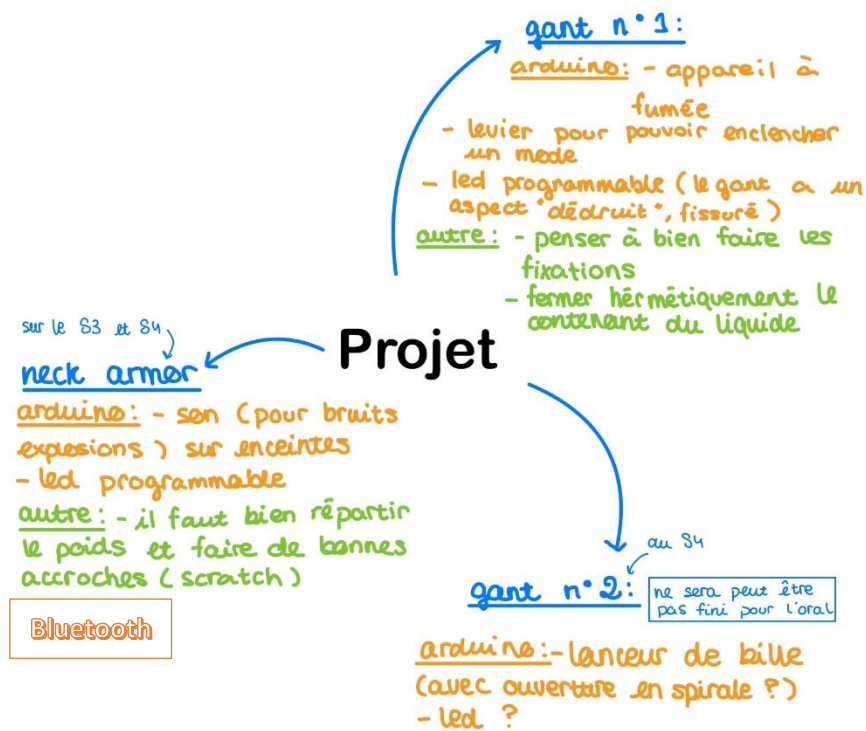 gant n°1:
arduino: - appareil à
fumée
- levier pour pouvoir enclencher
un mode
- led programmable (le gant a un
aspect "dédruit", fissuré)
autre: - penser à bien faire les
fixations
- fermer hérmétiquement le
contenant du liquide
Projet
sur le S3 et S4
neck armor
arduino: - son (pour bruits
explosions) sur enceintes
- led programmable
autre: - il faut bien répartir
le poids et faire de bonnes
accroches (scratch)
Bluetooth
au S4
gant n°2:
ne sera peut être
pas fini pour l'oral
arduino: - lanceur de bille
(avec ouverture en spirale ?)
- led ?